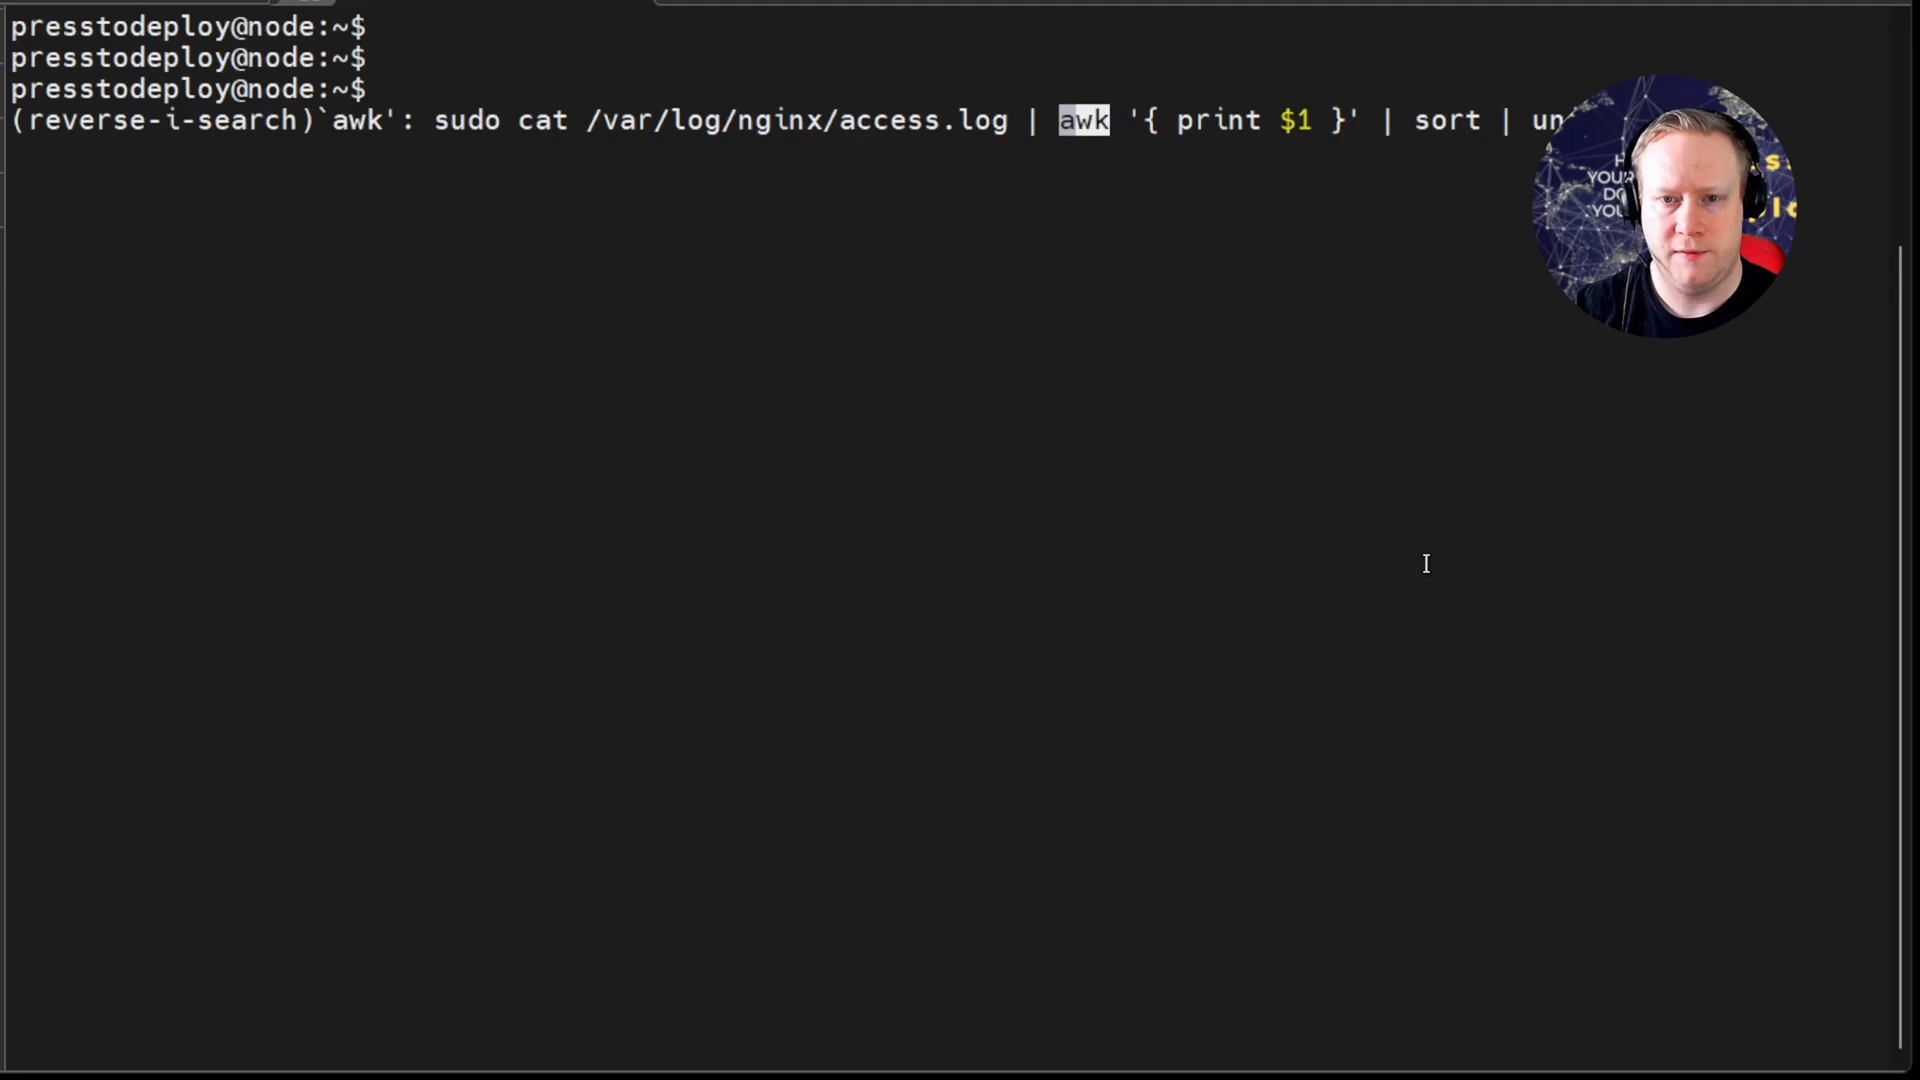 presstodeploy@node:~$
presstodeploy@node:~$
presstodeploy@node:~$
(reverse-i-search)`awk': sudo cat /var/log/nginx/access.log | awk '{ print $1 }' | sort | un
YOUR